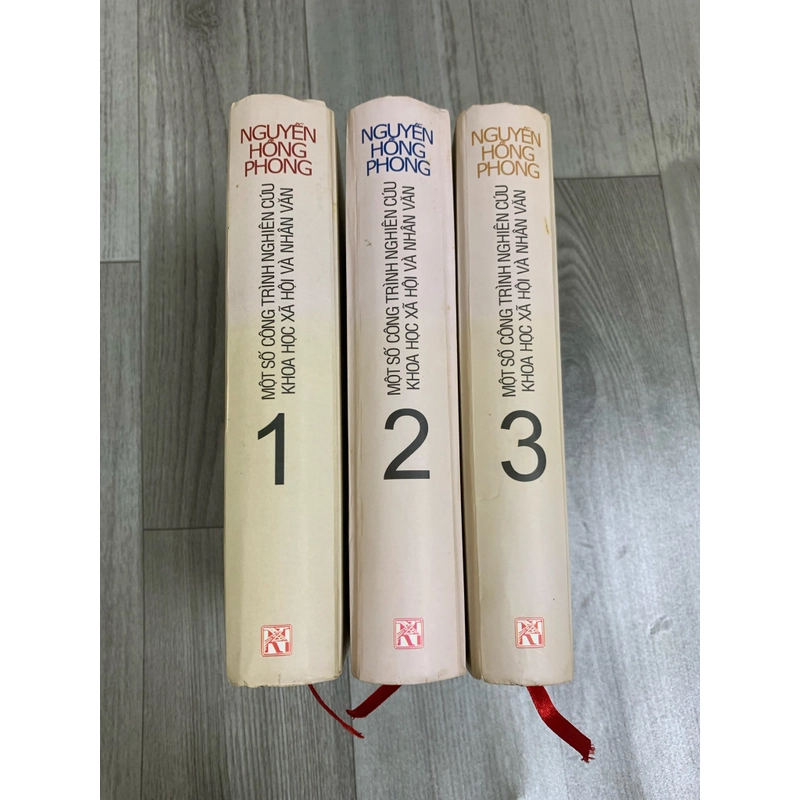 NGUYỄN
HỒNG
PHONG
MỘT SỐ CÔNG TRÌNH NGHIÊN CỨU
KHOA HỌC XÃ HỘI VÀ NHÂN VĂN
1
NGUYỄN
HỒNG
PHONG
MỘT SỐ CÔNG TRÌNH NGHIÊN CỨU
KHOA HỌC XÃ HỘI VÀ NHÂN VĂN
2
NGUYỄN
HỒNG
PHONG
MỘT SỐ CÔNG TRÌNH NGHIÊN CỨU
KHOA HỌC XÃ HỘI VÀ NHÂN VĂN
3